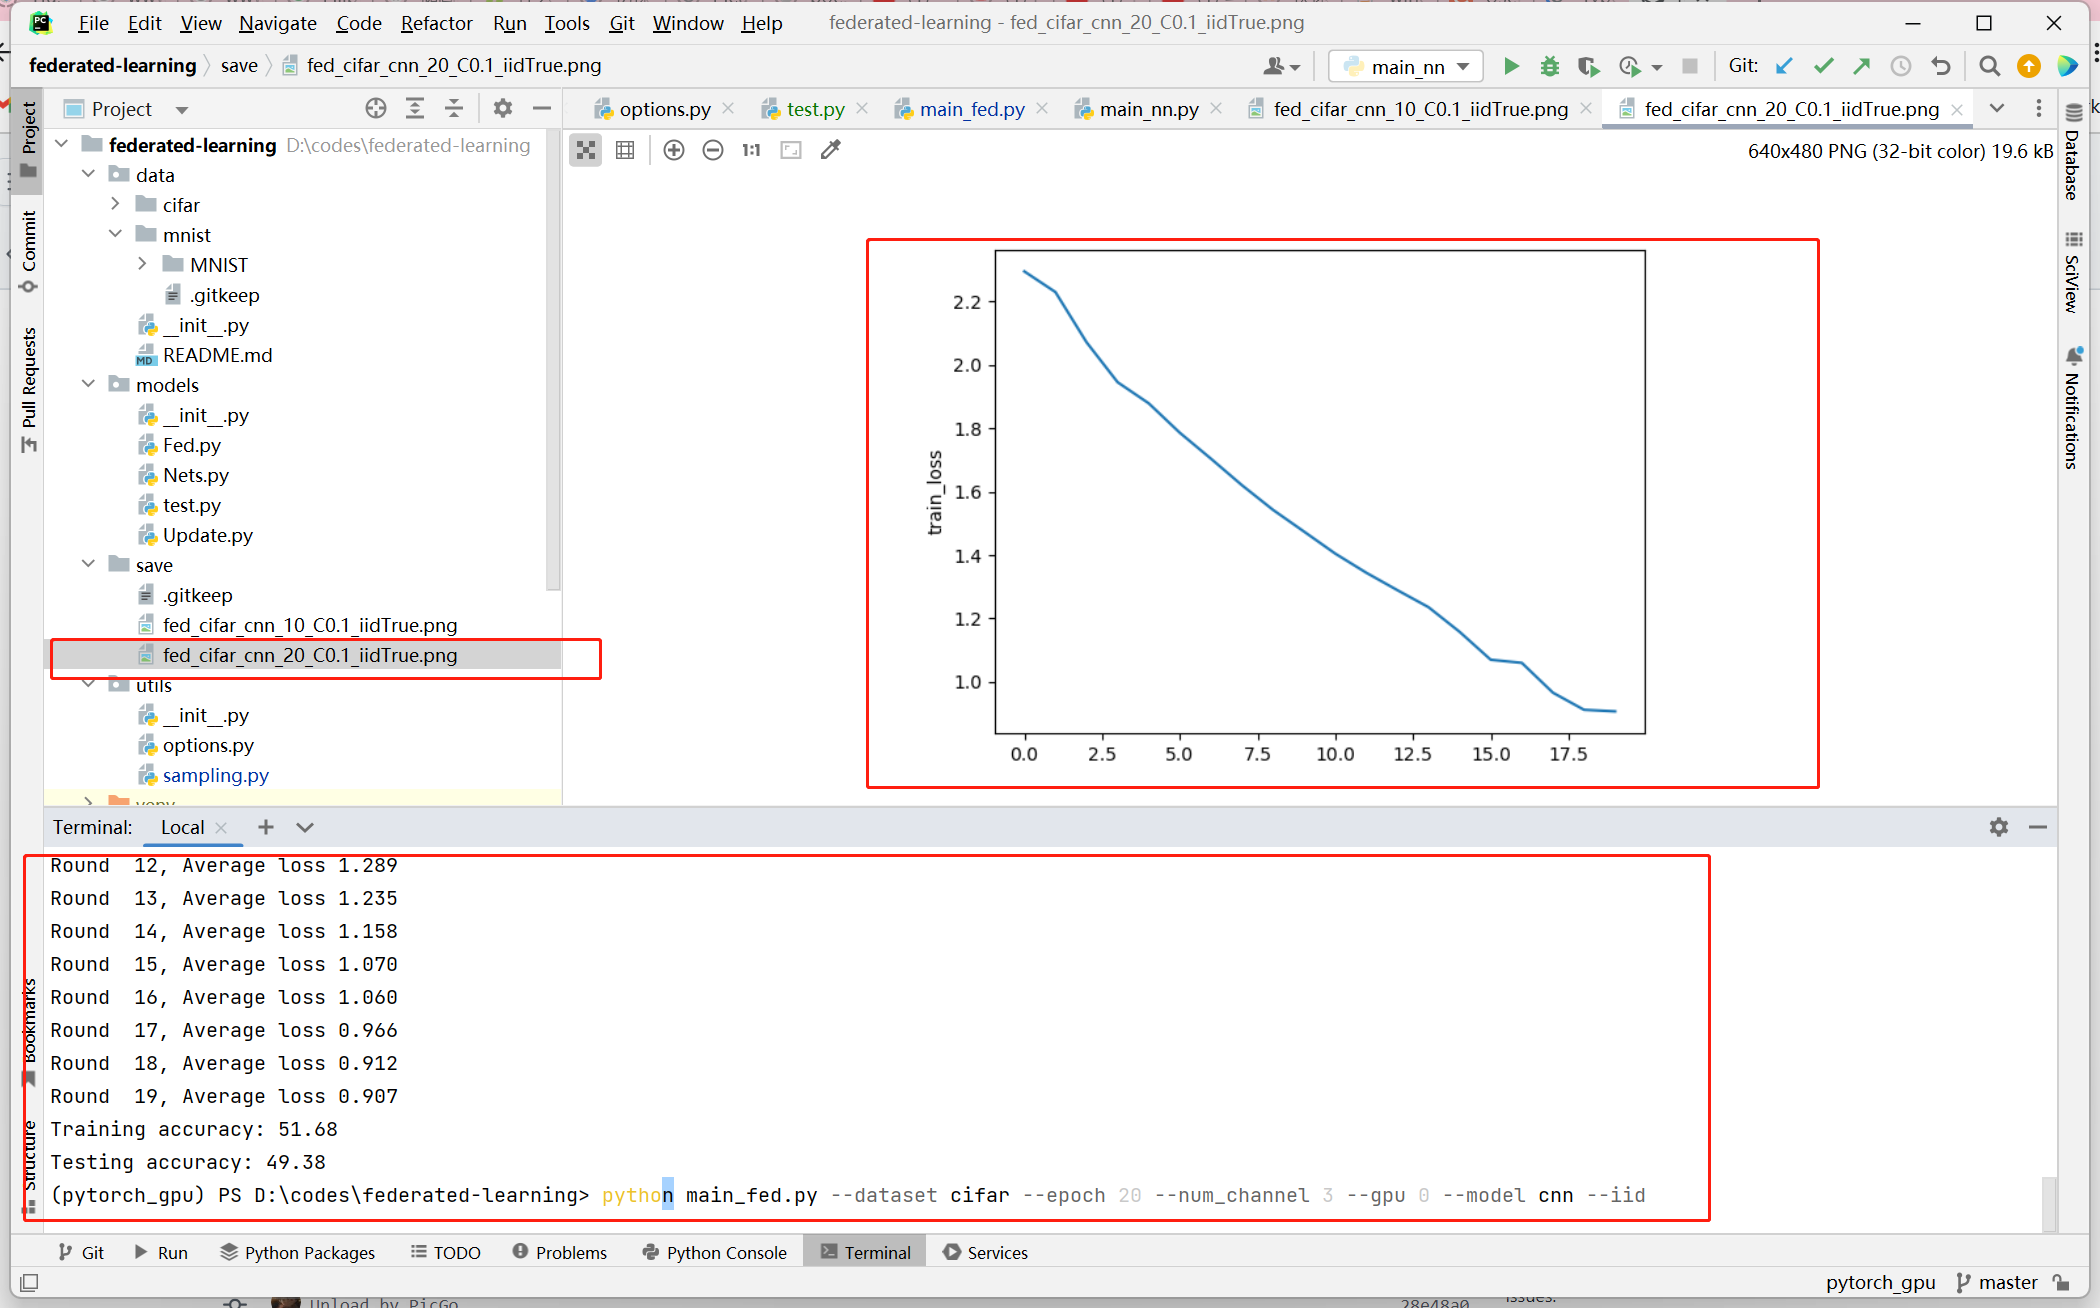 File Edit View Navigate Code Refactor Run Tools Git Window Help federated-learning - fed_cifar_cnn_20_C0.1_iidTrue.png
federated-learning save fed_cifar_cnn_20_C0.1_iidTrue.png main_nn Git:
Project options.py test.py main_fed.py main_nn.py fed_cifar_cnn_10_C0.1_iidTrue.png fed_cifar_cnn_20_C0.1_iidTrue.png
1:1 640x480 PNG (32-bit color) 19.6 kB
Project
Commit
Pull Requests
Bookmarks
Structure
federated-learning D:\codes\federated-learning
data
cifar
mnist
MNIST
.gitkeep
__init__.py
README.md
models
__init__.py
Fed.py
Nets.py
test.py
Update.py
save
.gitkeep
fed_cifar_cnn_10_C0.1_iidTrue.png
fed_cifar_cnn_20_C0.1_iidTrue.png
utils
__init__.py
options.py
sampling.py
venv
train_loss
2.2
2.0
1.8
1.6
1.4
1.2
1.0
0.0 2.5 5.0 7.5 10.0 12.5 15.0 17.5
Database
SciView
Notifications
Terminal: Local
Round 12, Average loss 1.289
Round 13, Average loss 1.235
Round 14, Average loss 1.158
Round 15, Average loss 1.070
Round 16, Average loss 1.060
Round 17, Average loss 0.966
Round 18, Average loss 0.912
Round 19, Average loss 0.907
Training accuracy: 51.68
Testing accuracy: 49.38
(pytorch_gpu) PS D:\codes\federated-learning> python main_fed.py --dataset cifar --epoch 20 --num_channel 3 --gpu 0 --model cnn --iid
Git Run Python Packages TODO Problems Python Console Terminal Services
pytorch_gpu master
Upload by PicGo 28e48a0 issues.